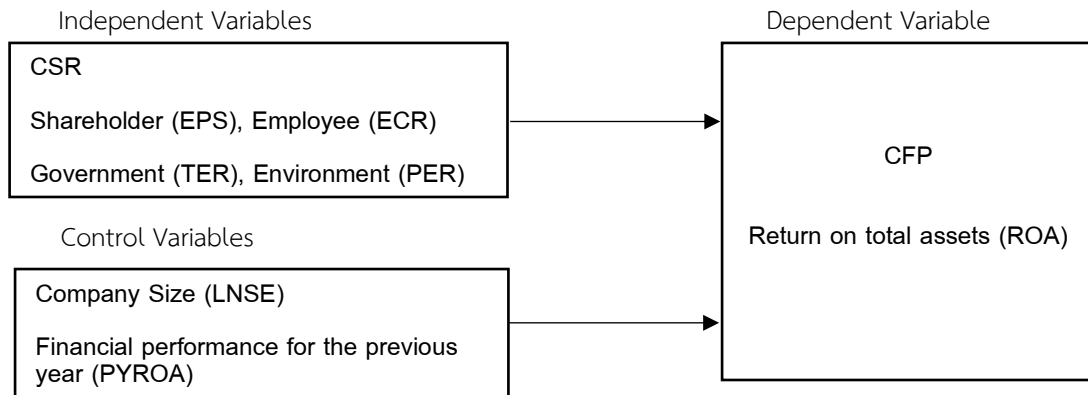 Independent Variables
CSR
Shareholder (EPS), Employee (ECR)
Government (TER), Environment (PER)
Control Variables
Company Size (LNSE)
Financial performance for the previous
year (PYROA)
Dependent Variable
CFP
Return on total assets (ROA)